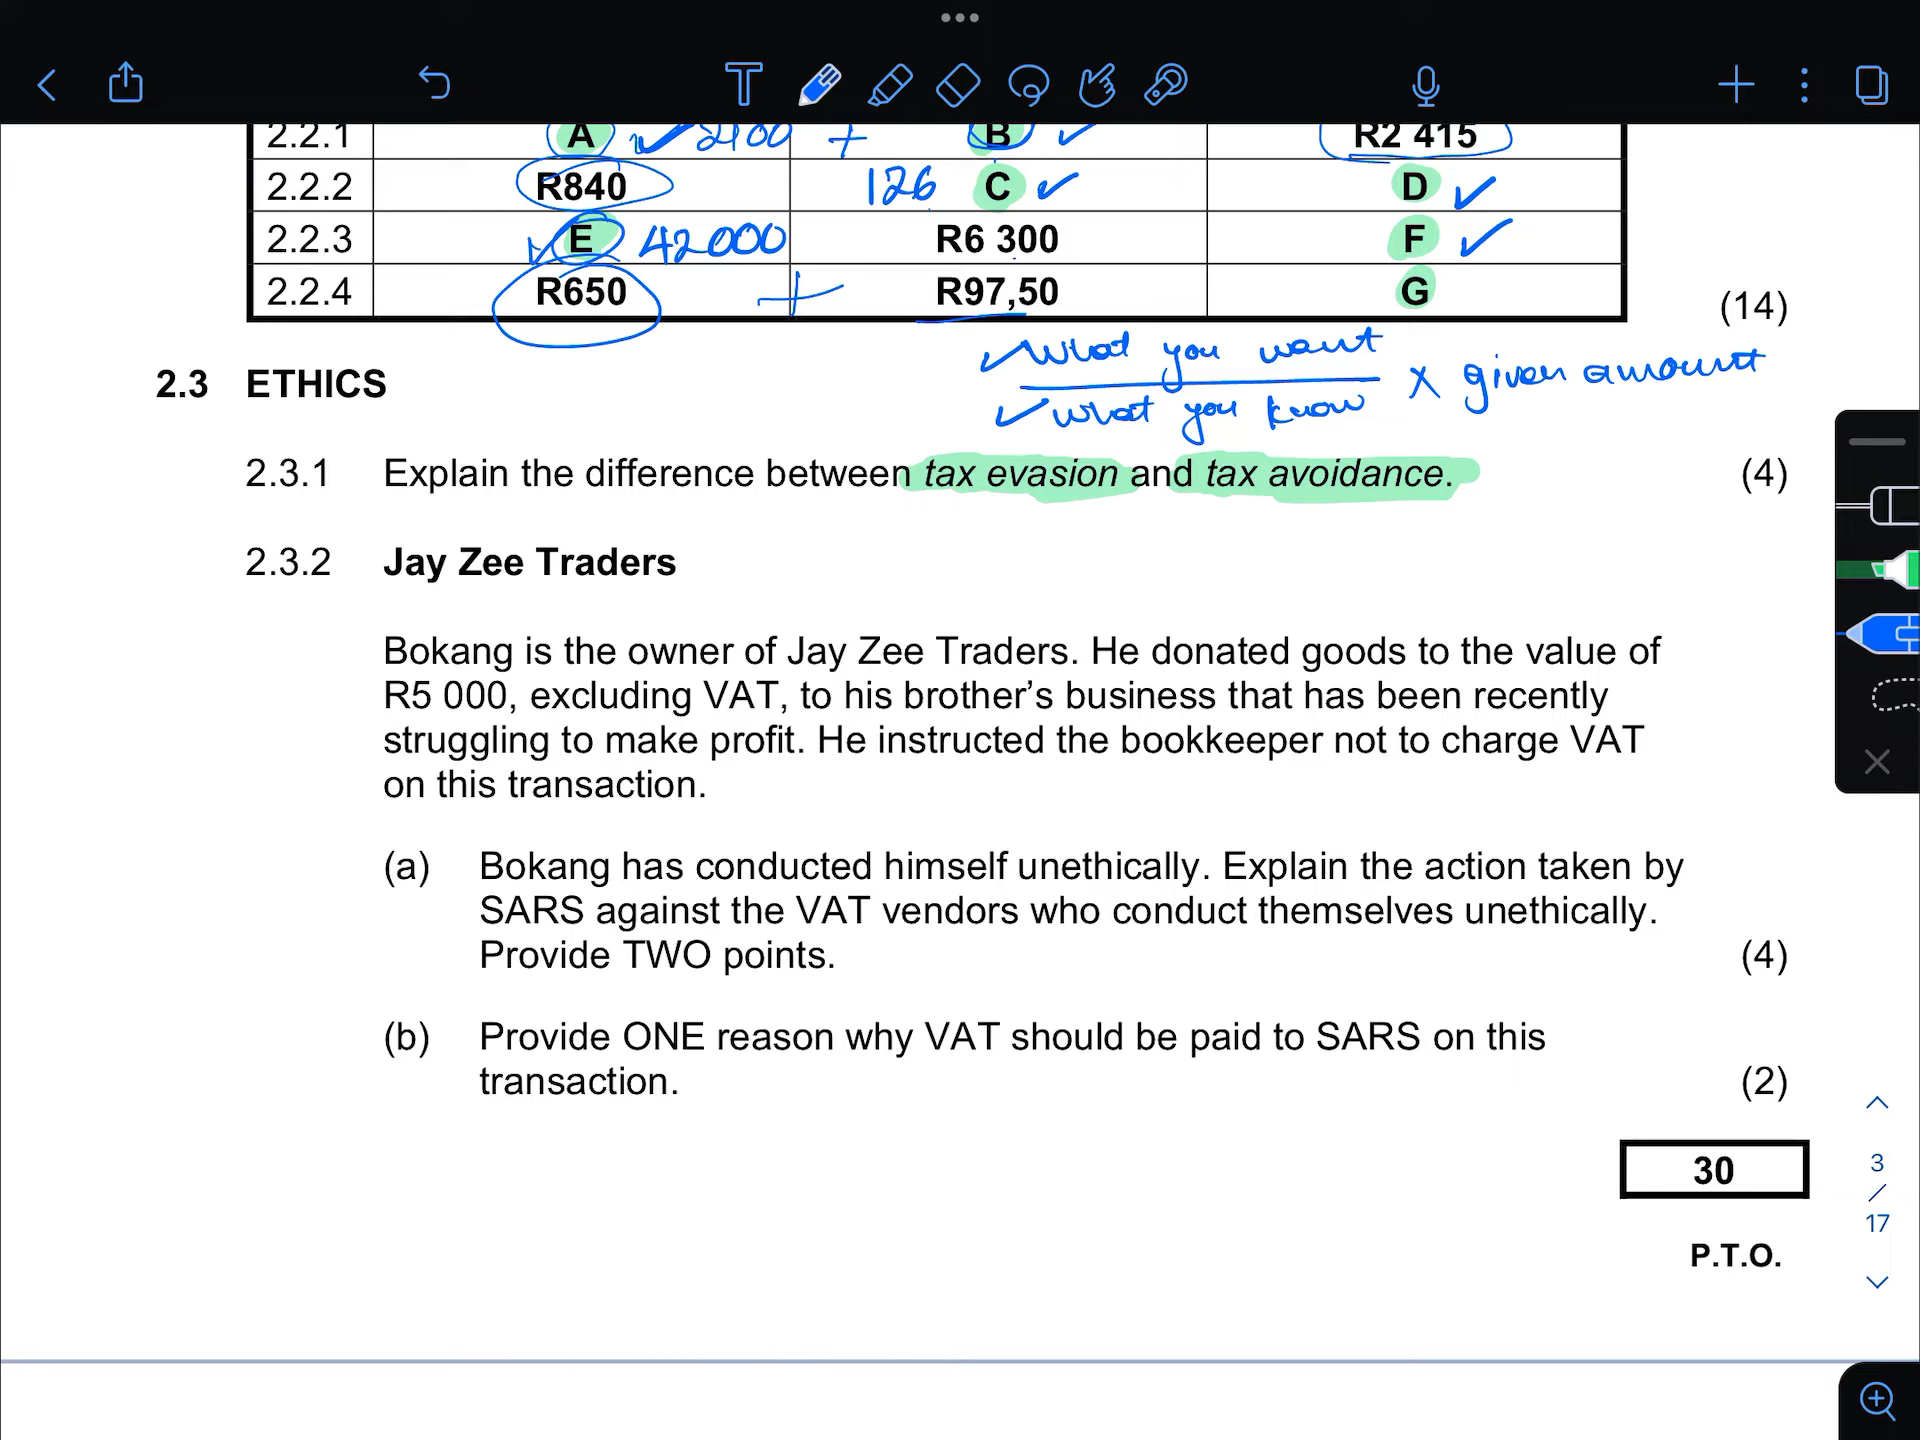 2.2.1 A 2100 + B R2 415
2.2.2 R840 126 C D
2.2.3 E 42000 R6 300 F
2.2.4 R650 + R97,50 G
(14)
What you want
what you know × given amount
2.3 ETHICS
2.3.1 Explain the difference between tax evasion and tax avoidance. (4)
2.3.2 Jay Zee Traders
Bokang is the owner of Jay Zee Traders. He donated goods to the value of
R5 000, excluding VAT, to his brother’s business that has been recently
struggling to make profit. He instructed the bookkeeper not to charge VAT
on this transaction.
(a) Bokang has conducted himself unethically. Explain the action taken by
SARS against the VAT vendors who conduct themselves unethically.
Provide TWO points. (4)
(b) Provide ONE reason why VAT should be paid to SARS on this
transaction. (2)
30
3
/
17
P.T.O.